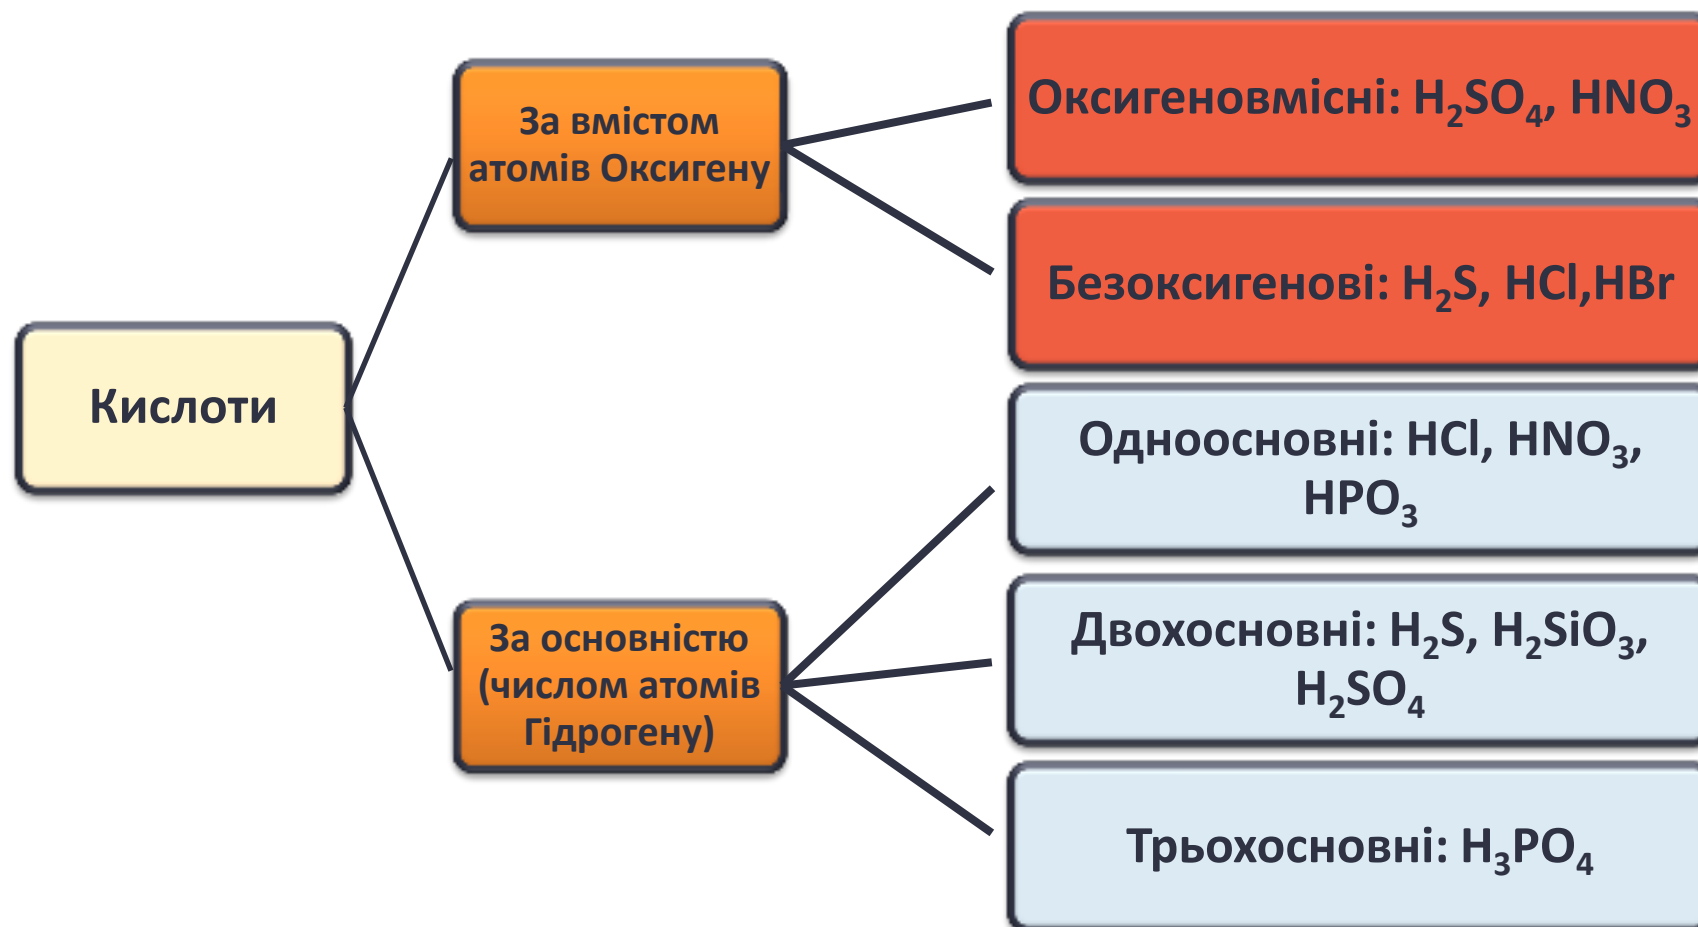 Кислоти
За вмістом
атомів Оксигену
Оксигеновмісні: H₂SO₄, HNO₃
Безоксигенові: H₂S, HCl,HBr
За основністю
(числом атомів
Гідрогену)
Одноосновні: HCl, HNO₃,
HPO₃
Двохосновні: H₂S, H₂SiO₃,
H₂SO₄
Трьохосновні: H₃PO₄